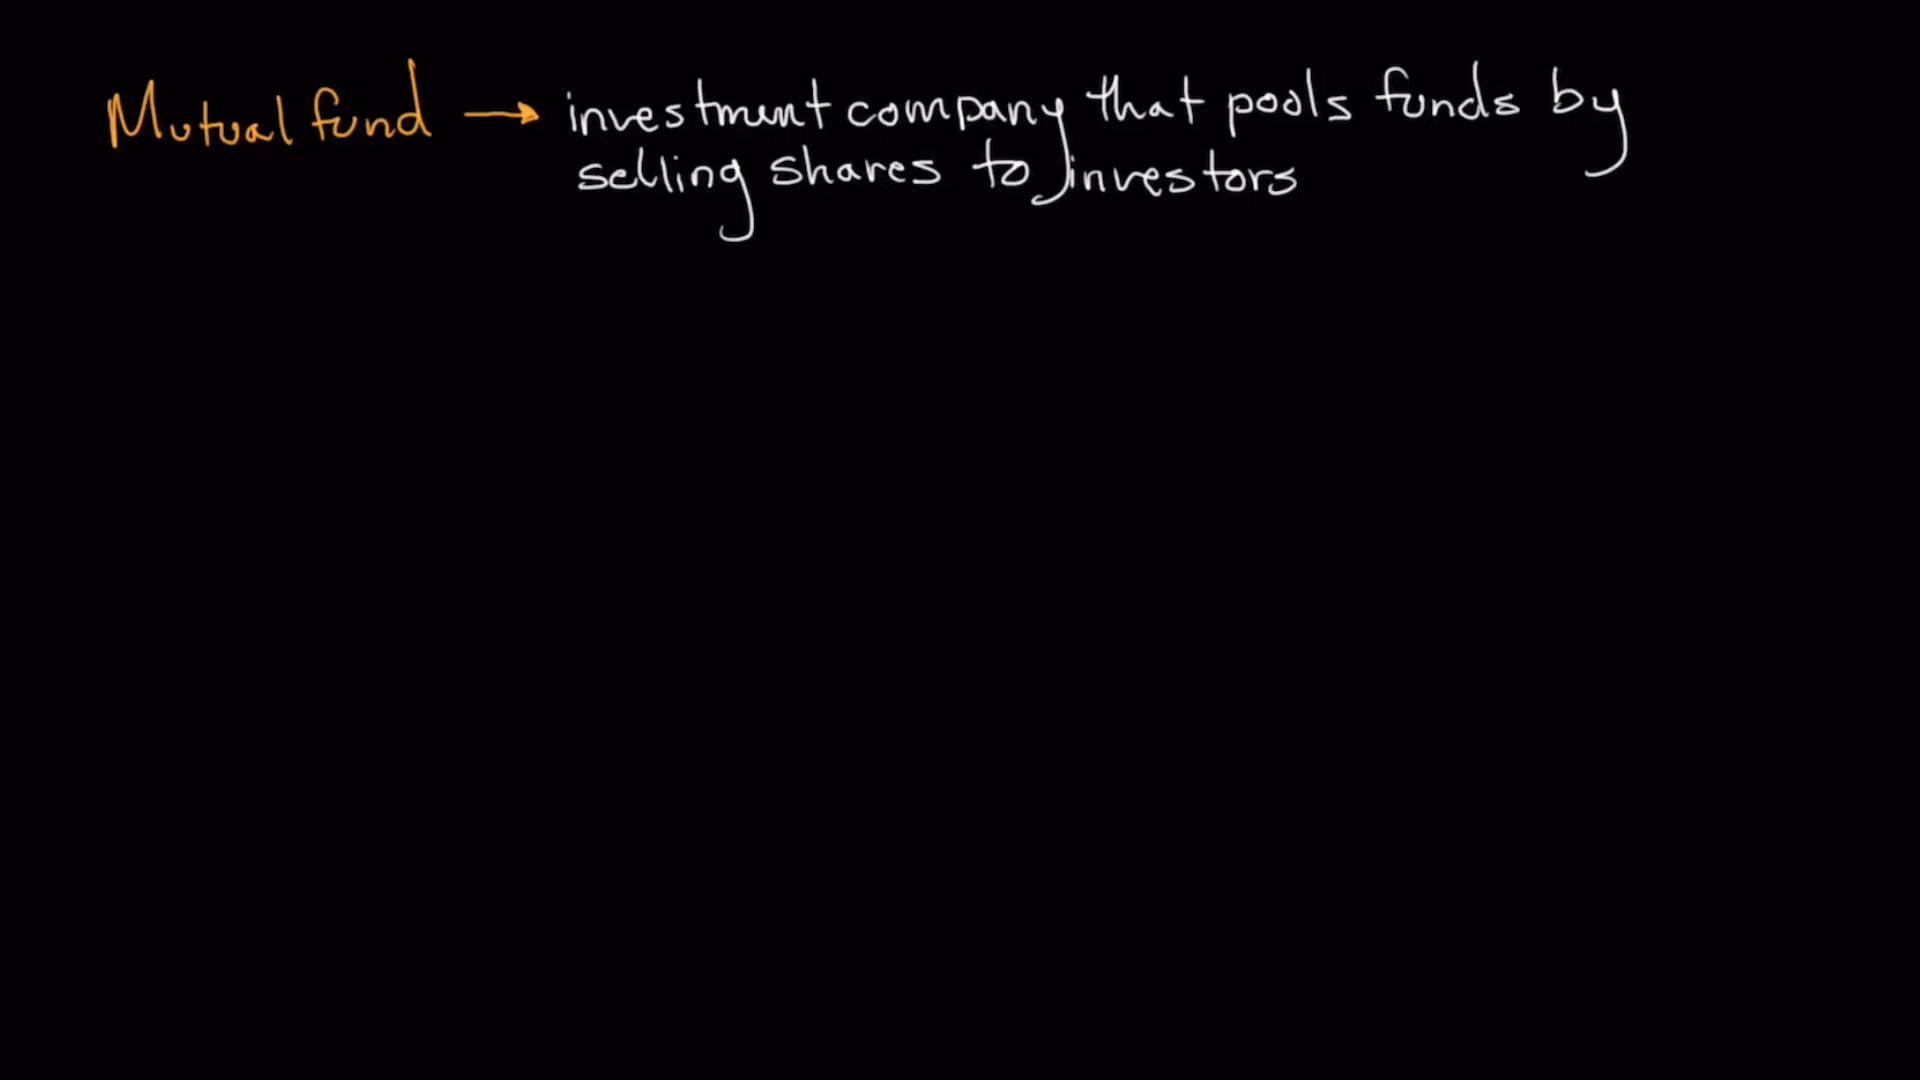 Mutual fund → investment company that pools funds by
selling shares to investors